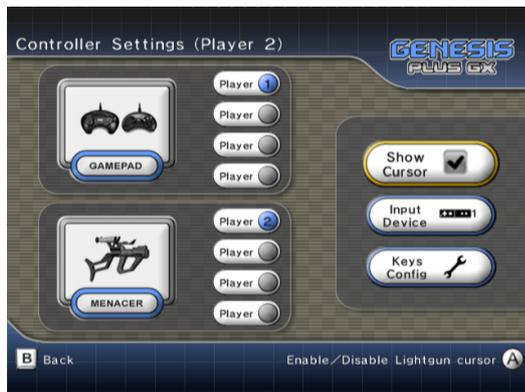 Controller Settings (Player 2)
GENESIS
PLUS GX
Player 1
Player
Player
Player
GAMEPAD
Show
Cursor
Input
Device
1
Keys
Config
Player 2
Player
Player
Player
MENACER
B Back
Enable/Disable Lightgun cursor A